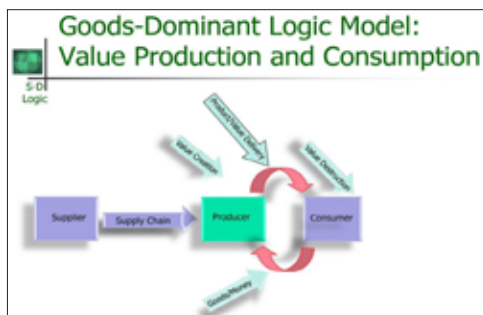 Goods-Dominant Logic Model:
Value Production and Consumption
S-D
Logic
Product/Value Delivery
Value Creation
Value Destruction
Supplier
Supply Chain
Producer
Consumer
Goods/Money